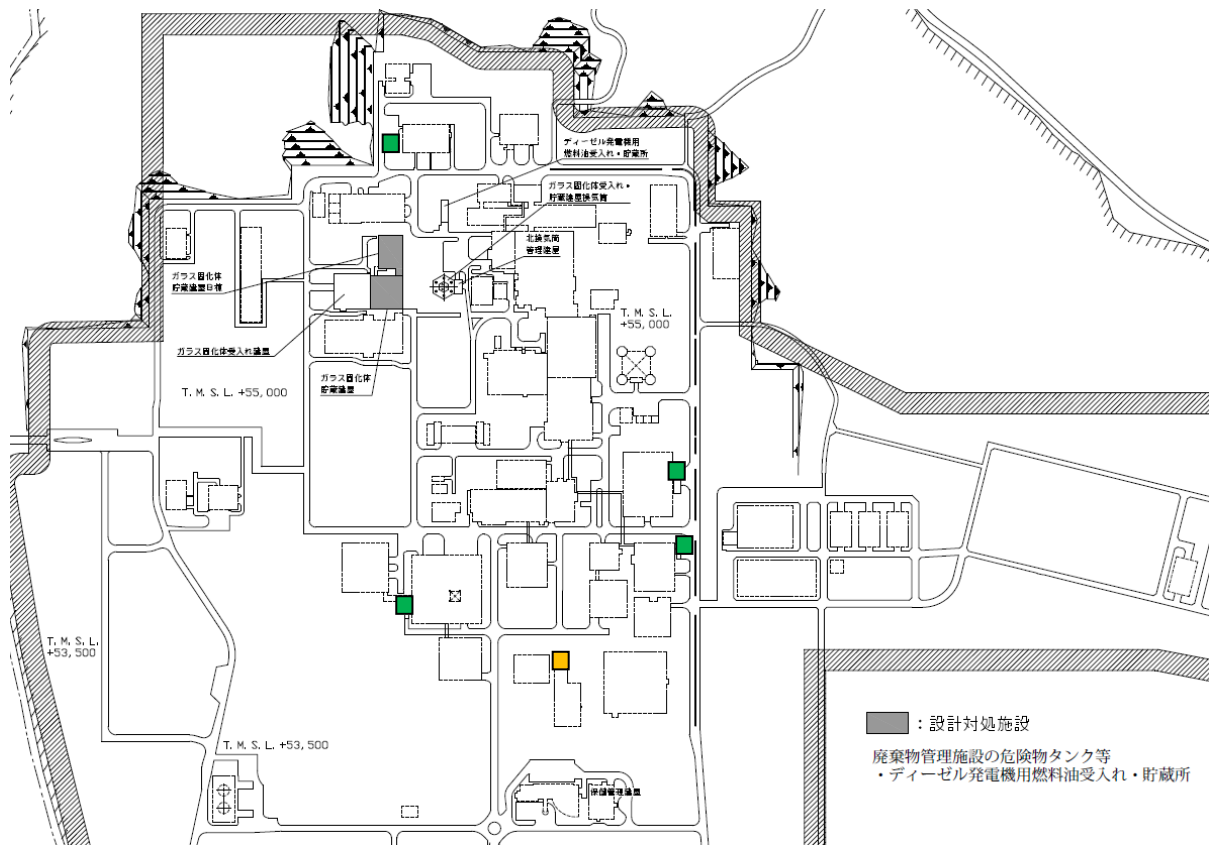 ディーゼル発電機用
燃料油受入れ・貯蔵所
ガラス固化体受入れ・
貯蔵建屋換気筒
北換気筒
管理建屋
ガラス固化体
貯蔵建屋B棟
T. M. S. L.
+55,000
ガラス固化体受入れ建屋
ガラス固化体
貯蔵建屋
T. M. S. L. +55,000
T. M. S. L.
+53,500
T. M. S. L. +53,500
保健管理建屋
：設計対処施設
廃棄物管理施設の危険物タンク等
・ディーゼル発電機用燃料油受入れ・貯蔵所